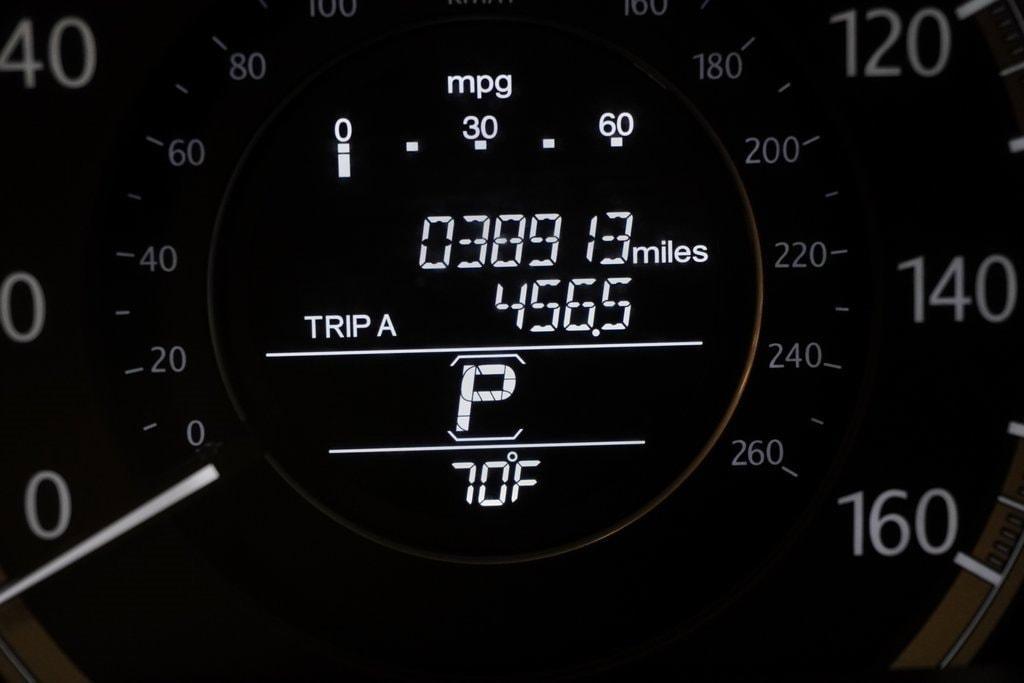 100 km/h 160
40 80 180 120
mpg
0 30 60
60 200
038913 miles
40 220
456.5
TRIP A
0 140
20 P 240
0 260
70°F
0 160